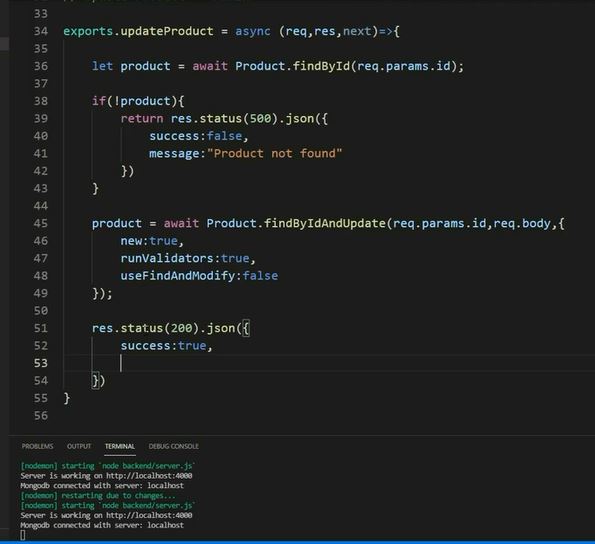 33
34 exports.updateProduct = async (req,res,next)=>{
35
36 let product = await Product.findById(req.params.id);
37
38 if(!product){
39 return res.status(500).json({
40 success:false,
41 message:"Product not found"
42 })
43 }
44
45 product = await Product.findByIdAndUpdate(req.params.id,req.body,{
46 new:true,
47 runValidators:true,
48 useFindAndModify:false
49 });
50
51 res.status(200).json({
52 success:true,
53
54 })
55 }
56
PROBLEMS OUTPUT TERMINAL DEBUG CONSOLE
[nodemon] starting `node backend/server.js`
Server is working on http://localhost:4000
Mongodb connected with server: localhost
[nodemon] restarting due to changes...
[nodemon] starting `node backend/server.js`
Server is working on http://localhost:4000
Mongodb connected with server: localhost